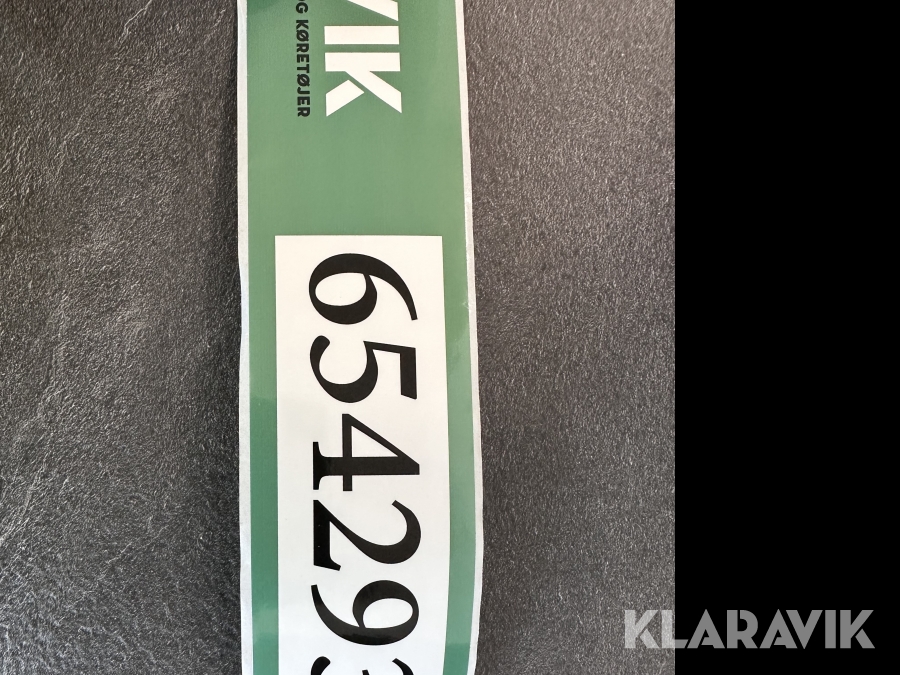 VIK
G KØRETØJER
65429
KLARAVIK